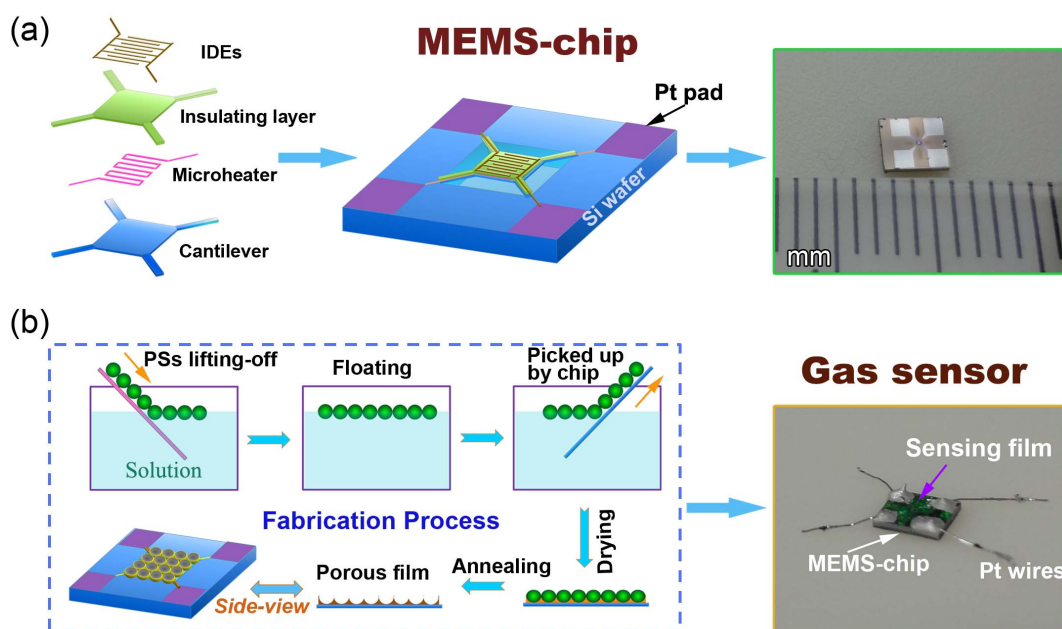 (a)
MEMS-chip
IDEs
Insulating layer
Microheater
Cantilever
Pt pad
Si wafer
mm
(b)
PSs lifting-off
Floating
Picked up
by chip
Solution
Fabrication Process
Drying
Annealing
Porous film
Side-view
Gas sensor
Sensing film
MEMS-chip
Pt wires